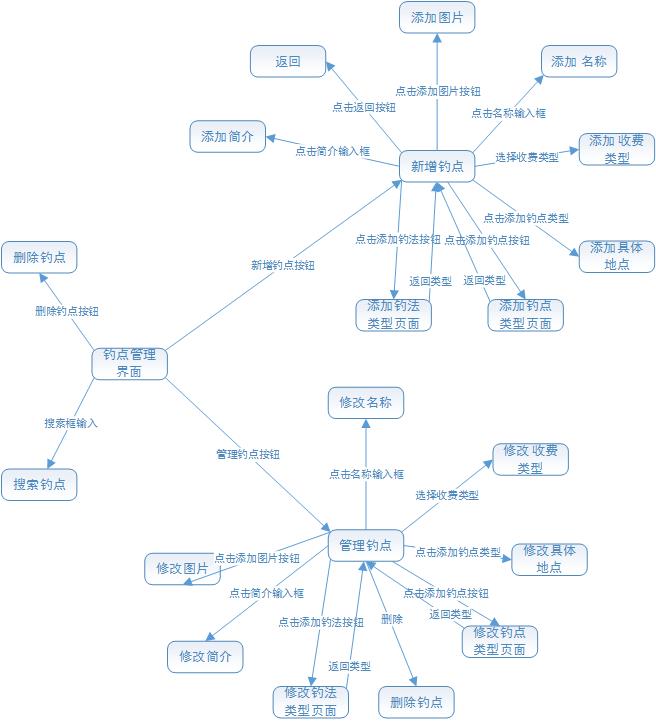 添加图片
返回
添加 名称
点击添加图片按钮
点击返回按钮
点击名称输入框
添加简介
点击简介输入框
新增钓点
选择收费类型
添加 收费
类型
点击添加钓点类型
点击添加钓法按钮
点击添加钓点按钮
添加具体
地点
删除钓点
新增钓点按钮
返回类型
返回类型
添加钓法
类型页面
添加钓点
类型页面
删除钓点按钮
钓点管理
界面
搜素框输入
搜索钓点
管理钓点按钮
修改名称
点击名称输入框
修改 收费
类型
选择收费类型
管理钓点
点击添加钓点类型
修改具体
地点
修改图片
点击添加图片按钮
点击简介输入框
点击添加钓点按钮
返回类型
点击添加钓法按钮
删除
修改钓点
类型页面
修改简介
返回类型
修改钓法
类型页面
删除钓点